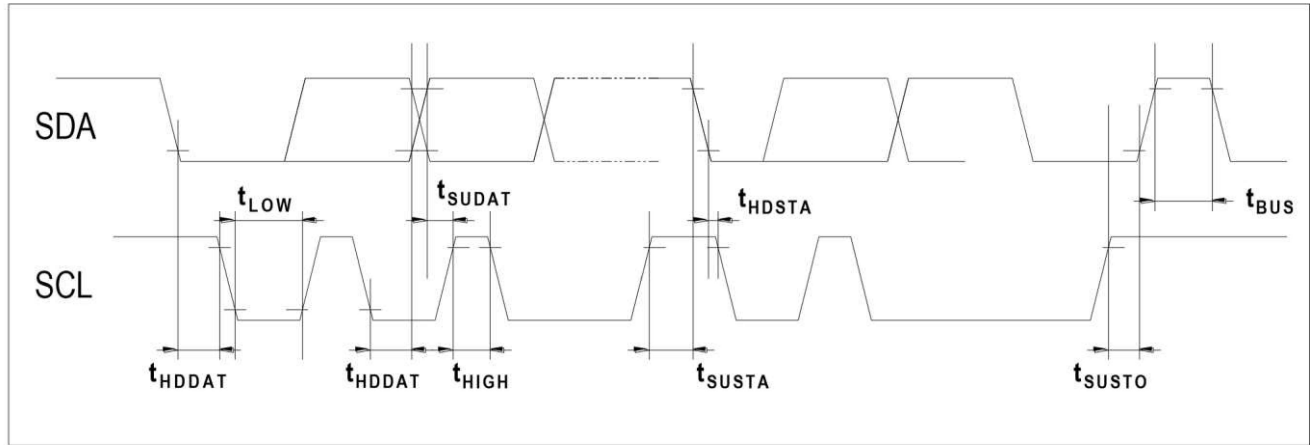 SDA
tLOW
tSUDAT
tHDSTA
tBUS
SCL
tHDDAT
tHDDAT
tHIGH
tSUSTA
tSUSTO